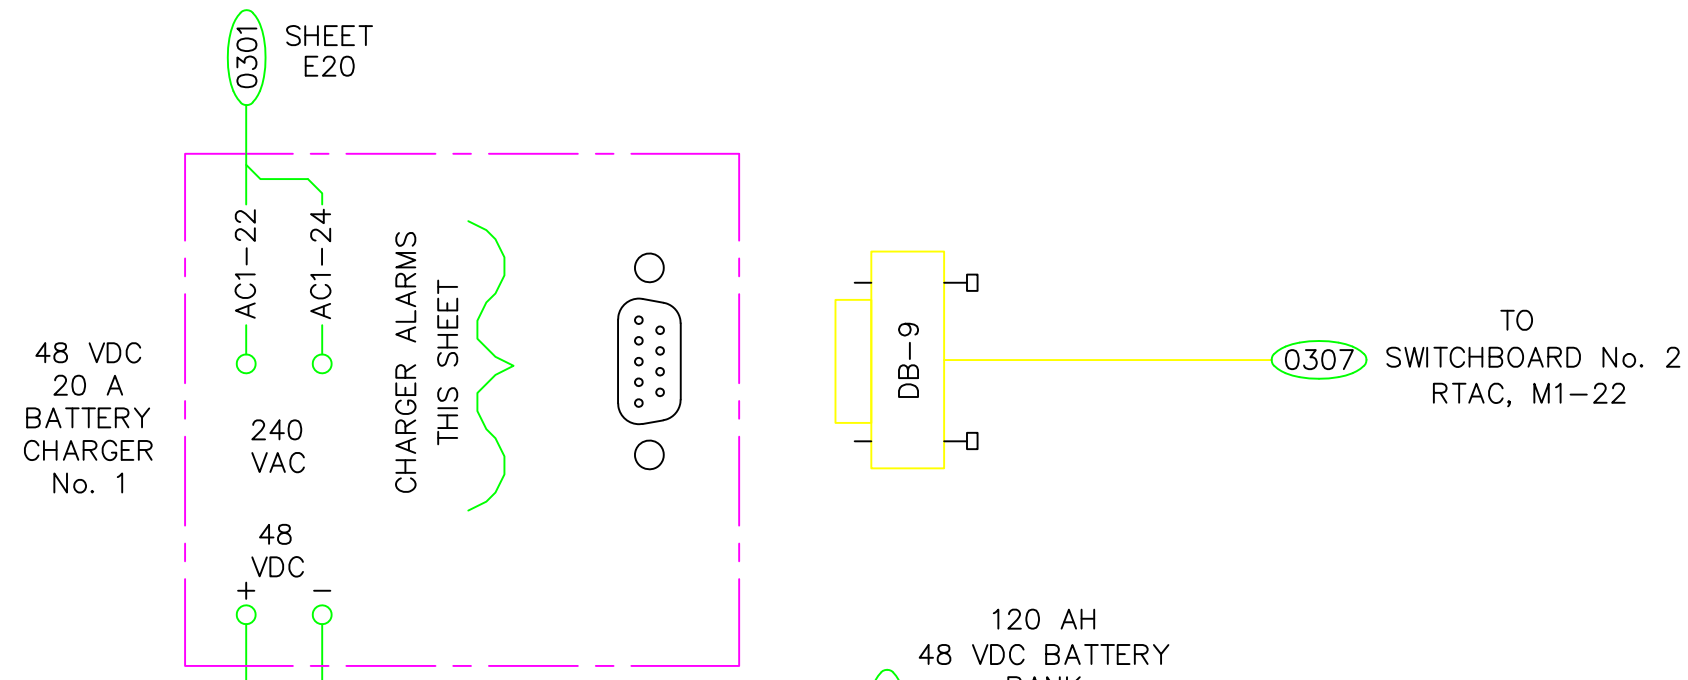 0301
SHEET
E20
AC1-22
AC1-24
CHARGER ALARMS
THIS SHEET
48 VDC
20 A
BATTERY
CHARGER
No. 1
240
VAC
48
VDC
+ −
DB-9
0307
TO
SWITCHBOARD No. 2
RTAC, M1-22
120 AH
48 VDC BATTERY
BANK